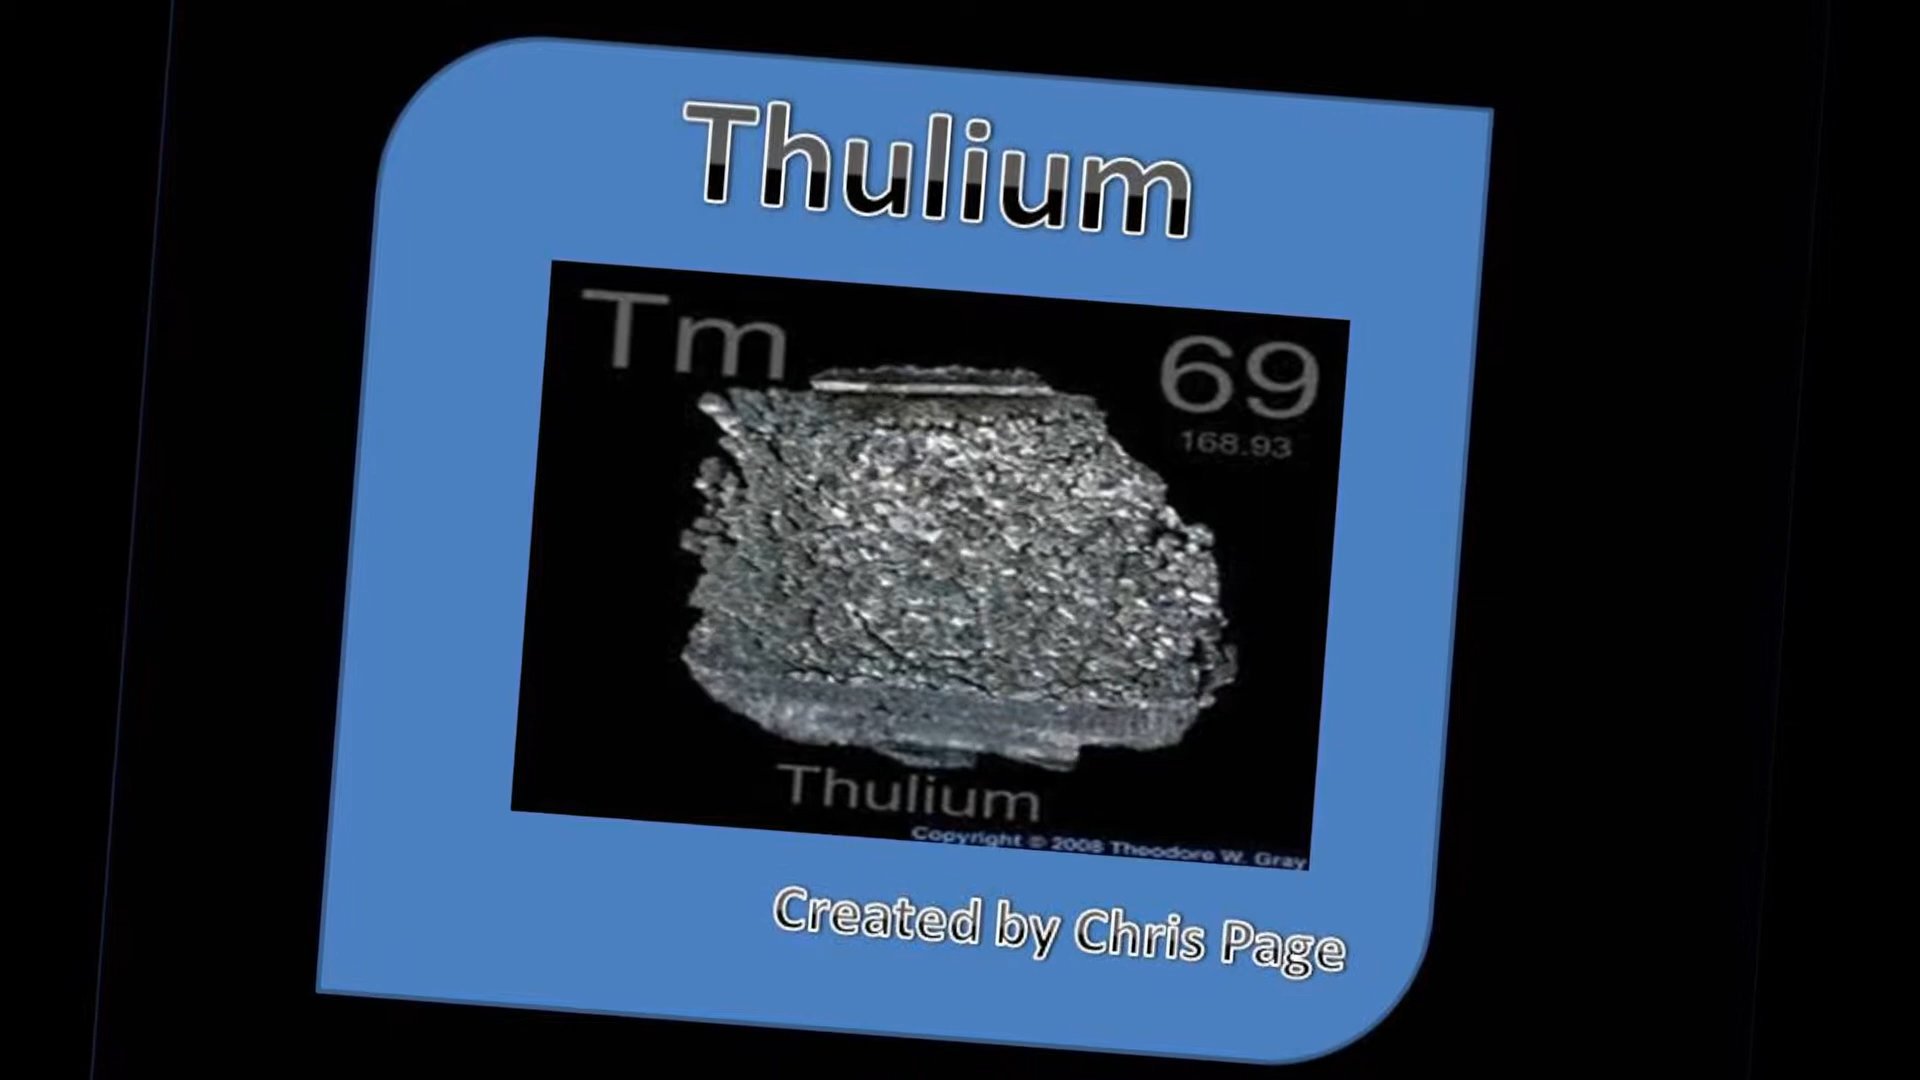 Thulium
Tm
69
168.93
Thulium
Copyright © 2008 Theodore W. Gray
Created by Chris Page